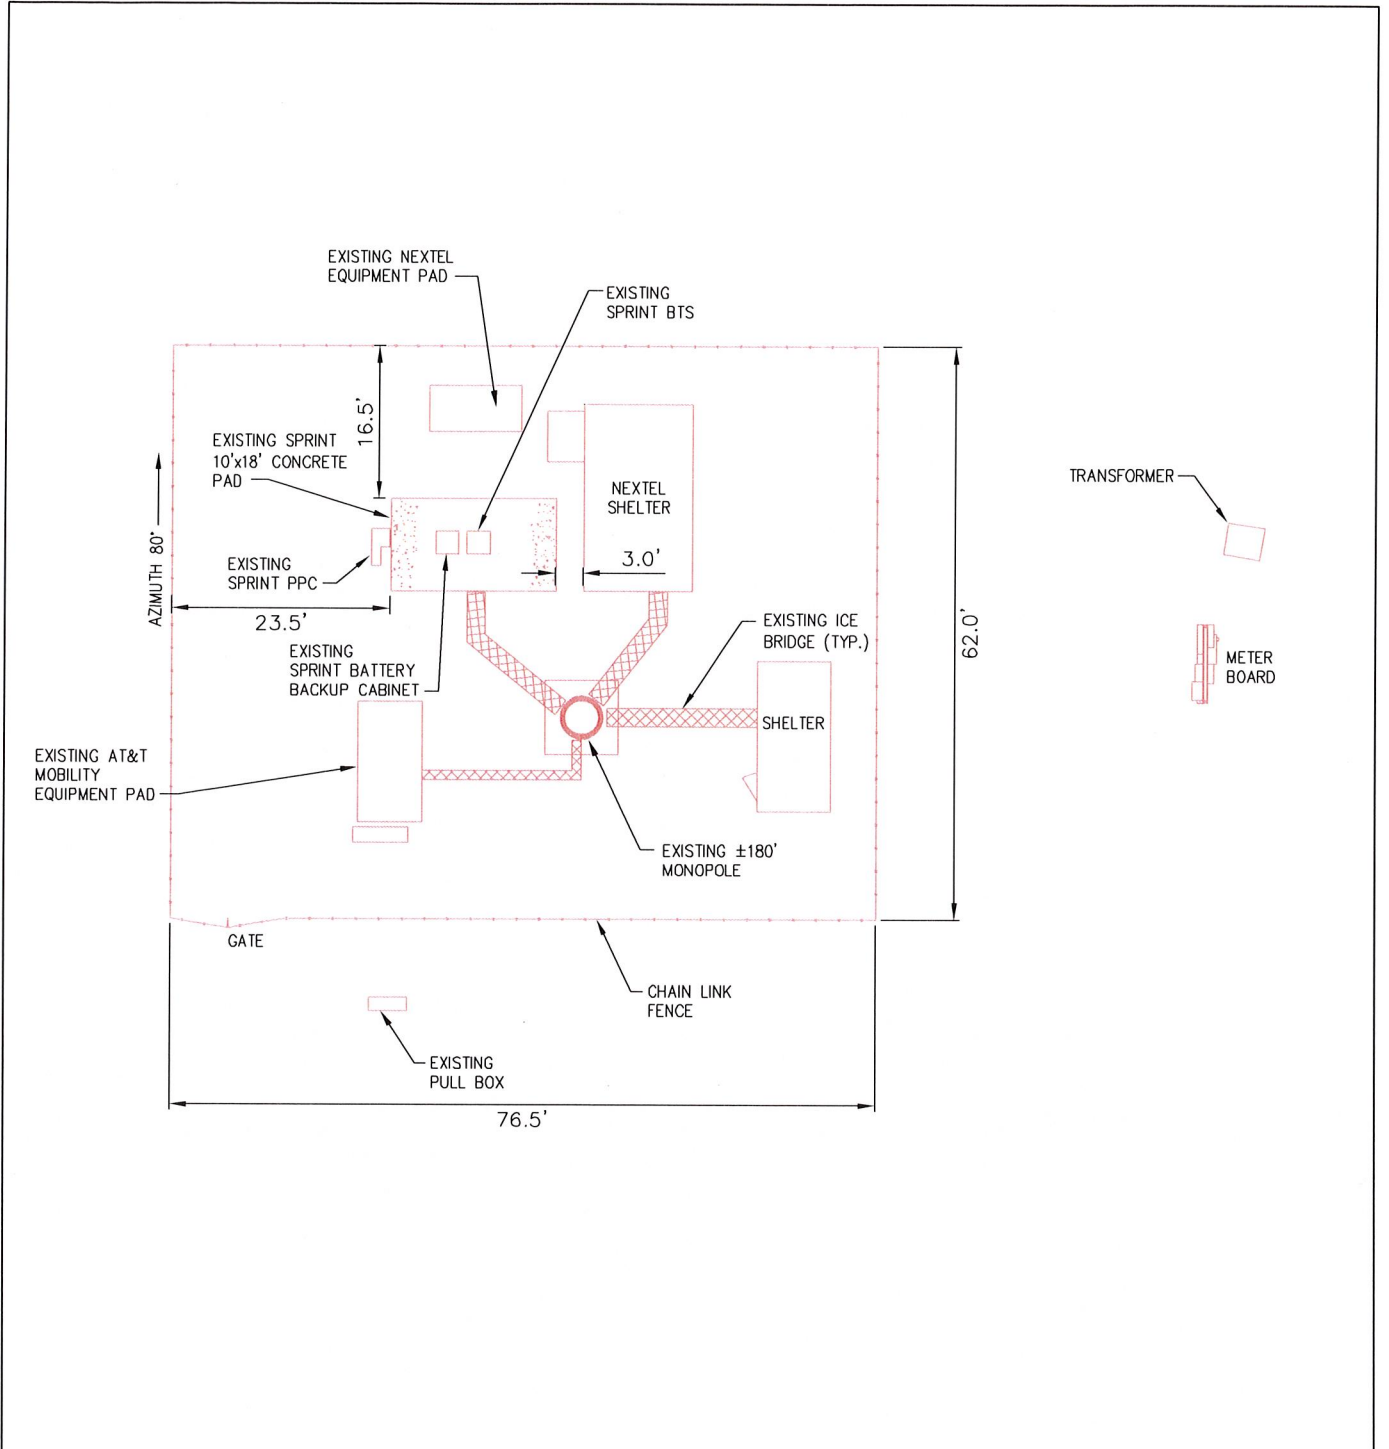 EXISTING NEXTEL
EQUIPMENT PAD
EXISTING
SPRINT BTS
16.5'
EXISTING SPRINT
10'x18' CONCRETE
PAD
NEXTEL
SHELTER
TRANSFORMER
AZIMUTH 80°
EXISTING
SPRINT PPC
3.0'
23.5'
EXISTING ICE
BRIDGE (TYP.)
62.0'
EXISTING
SPRINT BATTERY
BACKUP CABINET
METER
BOARD
SHELTER
EXISTING AT&T
MOBILITY
EQUIPMENT PAD
EXISTING ±180'
MONOPOLE
GATE
CHAIN LINK
FENCE
EXISTING
PULL BOX
76.5'